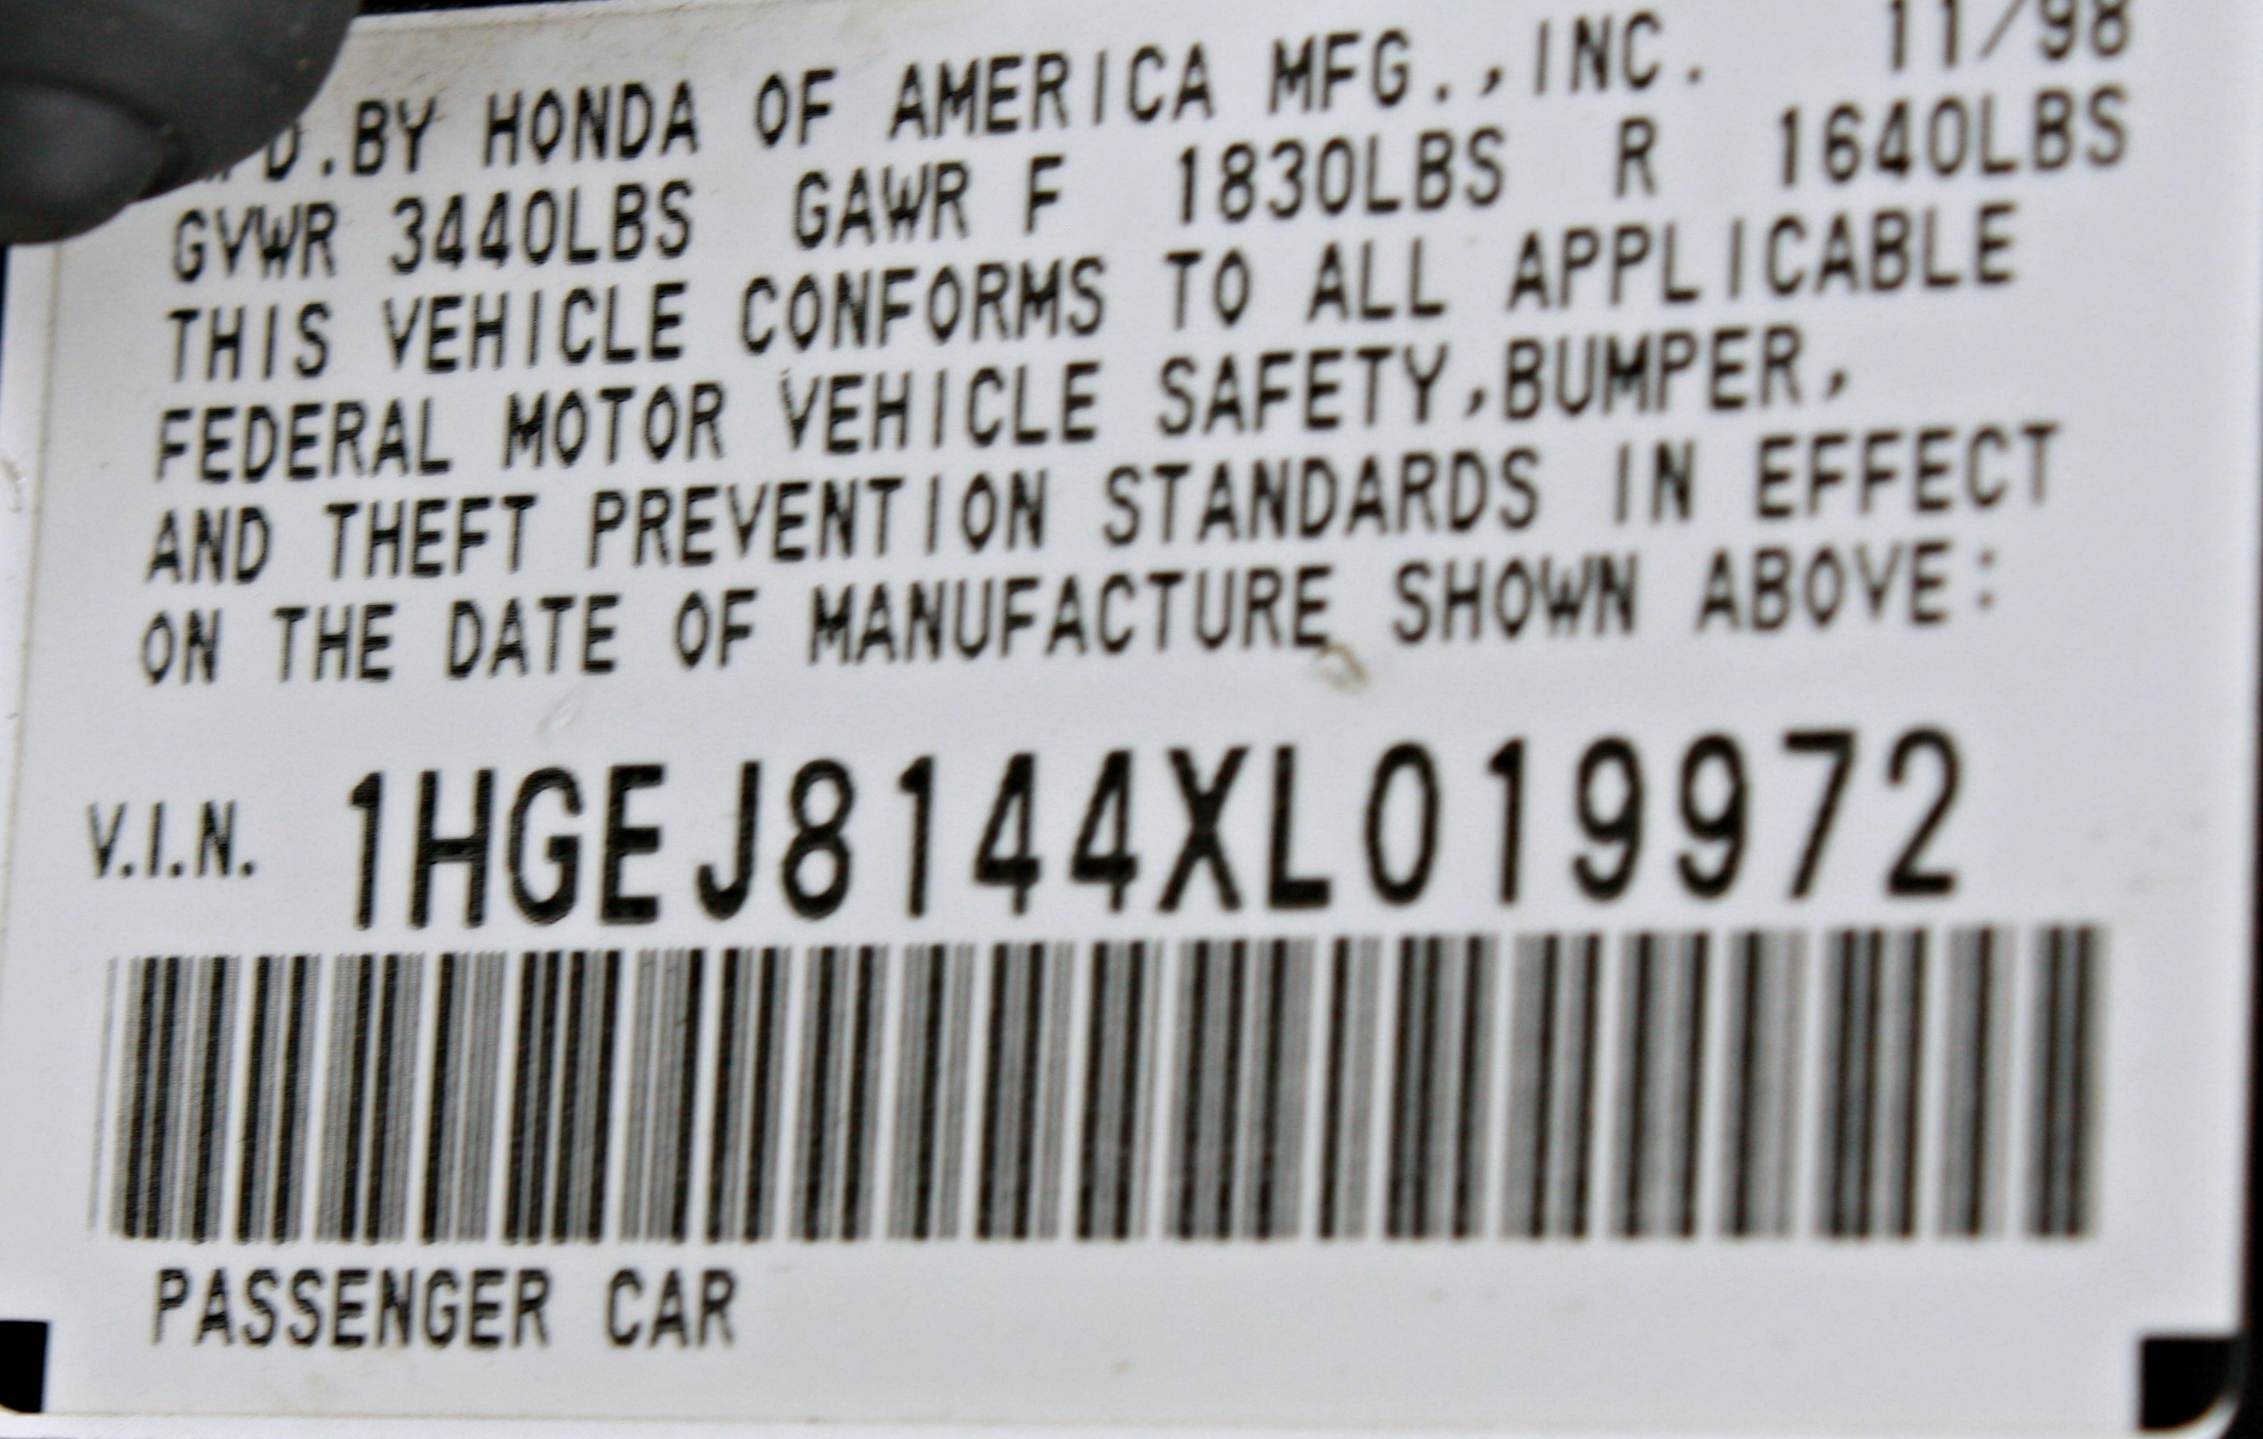 D.BY HONDA OF AMERICA MFG.,INC. 11/98
GVWR 3440LBS GAWR F 1830LBS R 1640LBS
THIS VEHICLE CONFORMS TO ALL APPLICABLE
FEDERAL MOTOR VEHICLE SAFETY,BUMPER,
AND THEFT PREVENTION STANDARDS IN EFFECT
ON THE DATE OF MANUFACTURE SHOWN ABOVE:
V.I.N. 1HGEJ8144XL019972
PASSENGER CAR